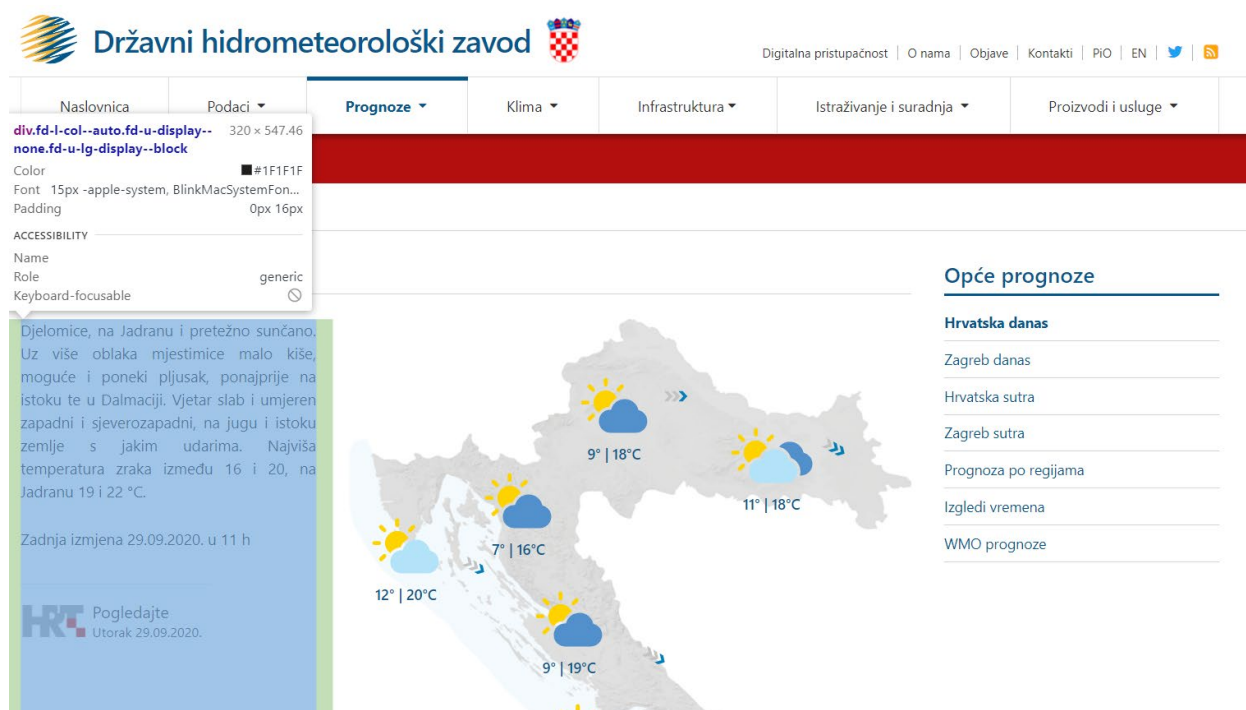 Državni hidrometeorološki zavod
Digitalna pristupačnost | O nama | Objave | Kontakti | PiO | EN
Naslovnica
Podaci
Prognoze
Klima
Infrastruktura
Istraživanje i suradnja
Proizvodi i usluge
div.fd-l-col--auto.fd-u-display-- 320 × 547.46
none.fd-u-lg-display--block
Color #1F1F1F
Font 15px -apple-system, BlinkMacSystemFon...
Padding 0px 16px
ACCESSIBILITY
Name
Role generic
Keyboard-focusable
Djelomice, na Jadranu i pretežno sunčano.
Uz više oblaka mjestimice malo kiše,
moguće i poneki pljusak, ponajprije na
istoku te u Dalmaciji. Vjetar slab i umjeren
zapadni i sjeverozapadni, na jugu i istoku
zemlje s jakim udarima. Najviša
temperatura zraka između 16 i 20, na
Jadranu 19 i 22 °C.
Zadnja izmjena 29.09.2020. u 11 h
HRT Pogledajte
Utorak 29.09.2020.
9° | 18°C
11° | 18°C
7° | 16°C
12° | 20°C
9° | 19°C
Opće prognoze
Hrvatska danas
Zagreb danas
Hrvatska sutra
Zagreb sutra
Prognoza po regijama
Izgledi vremena
WMO prognoze